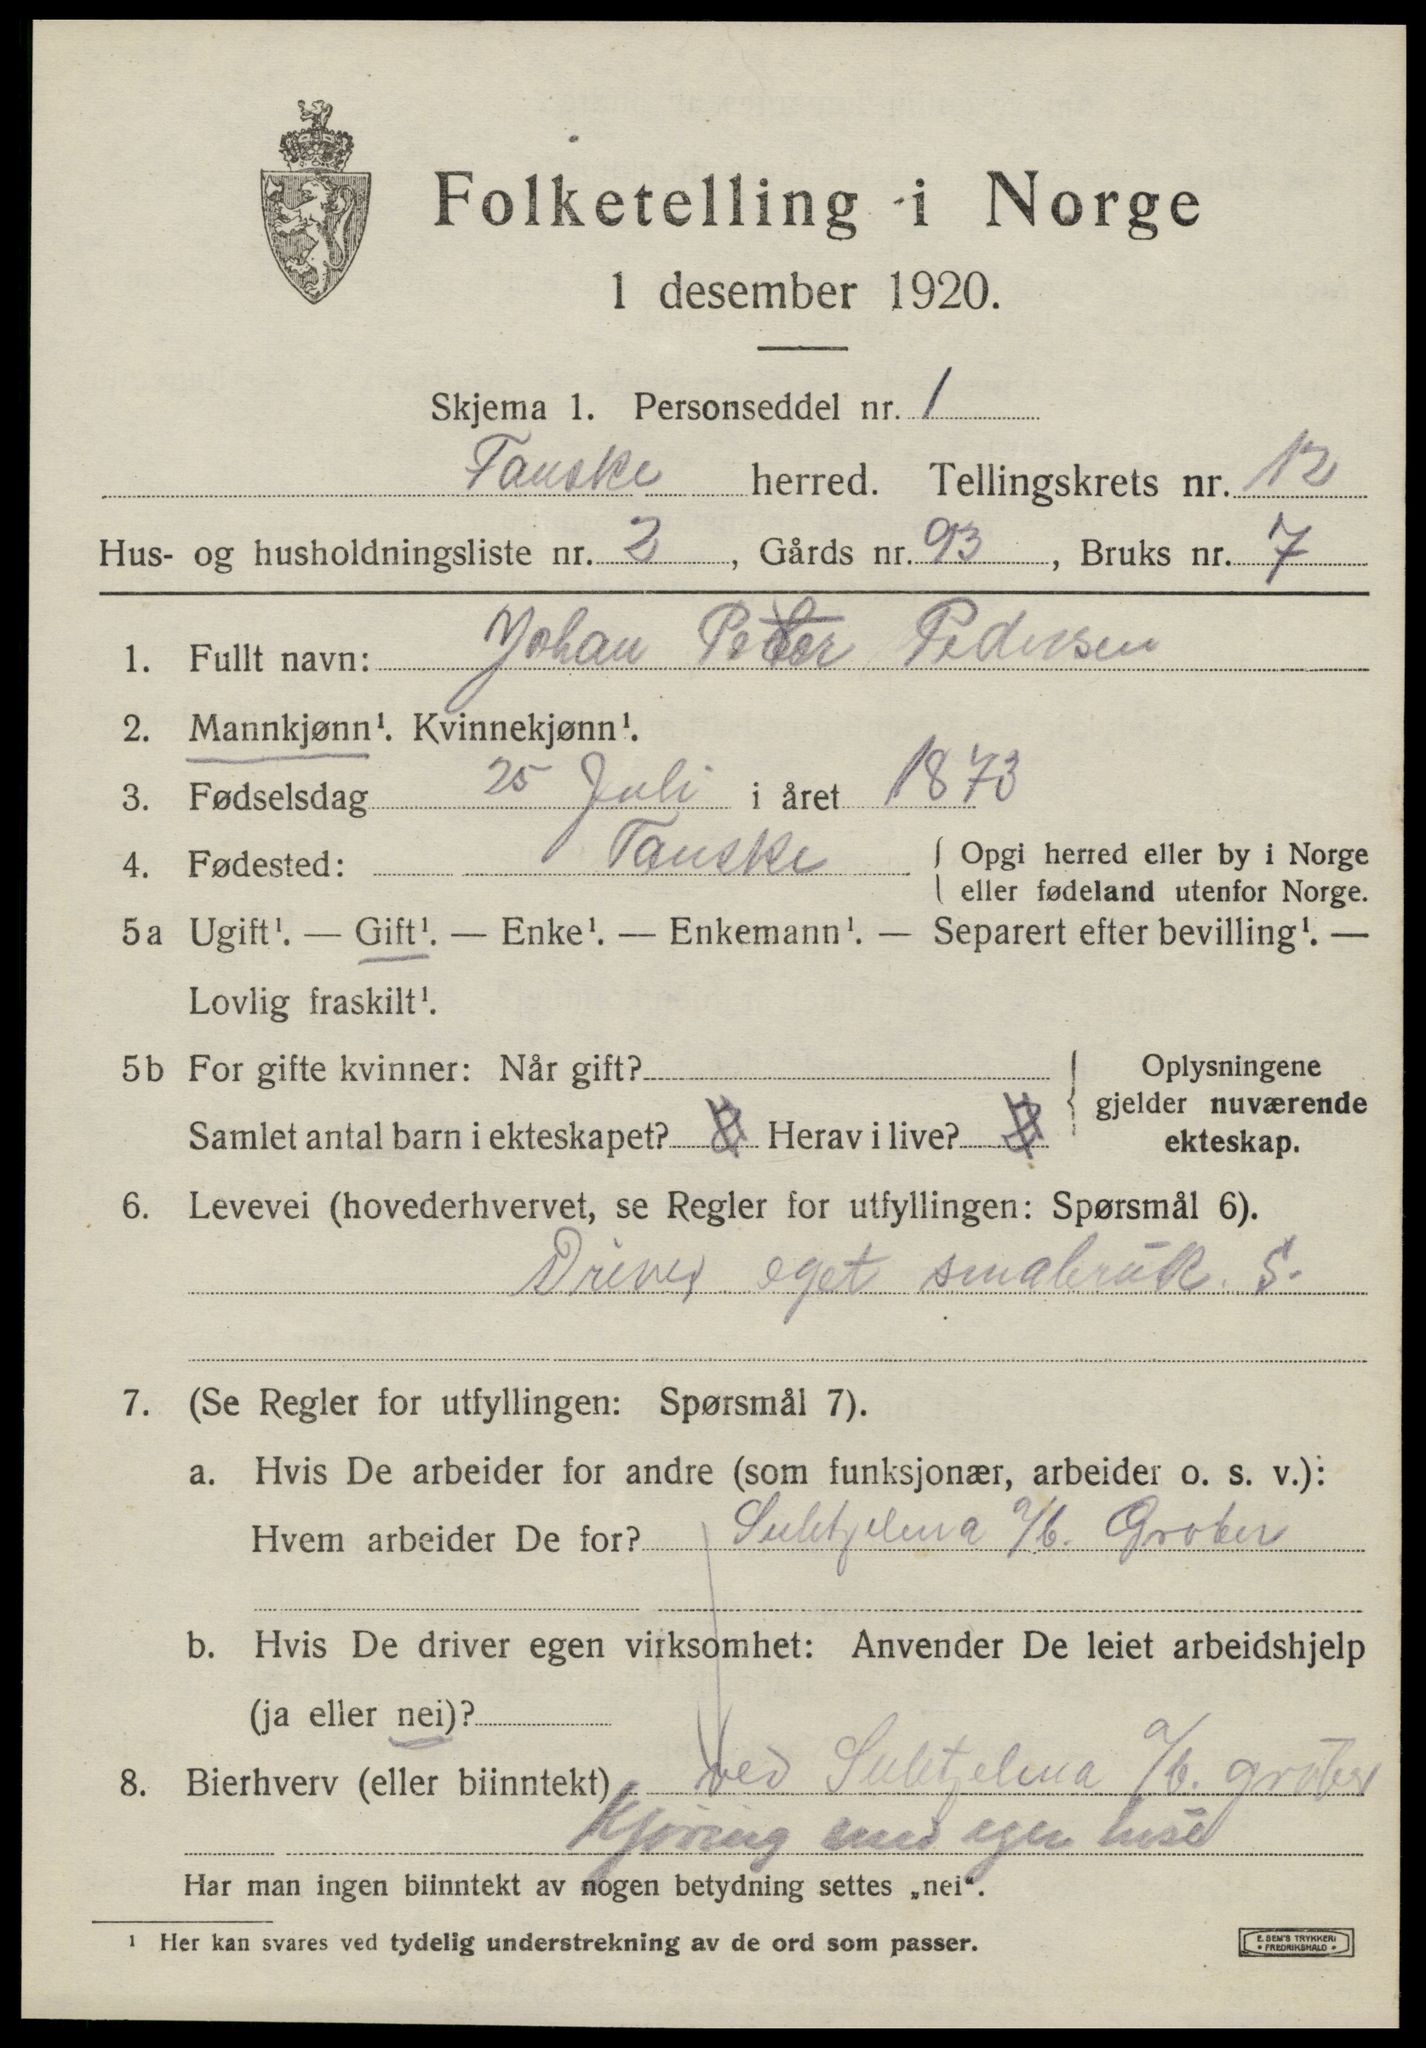 Folketelling i Norge
1 desember 1920.
Skjema 1. Personseddel nr. 1
Fauske herred. Tellingskrets nr. 12
Hus- og husholdningsliste nr. 2, Gårds nr. 93, Bruks nr. 7
1. Fullt navn: Johan Peter Pedersen
2. Mannkjønn¹. Kvinnekjønn¹.
3. Fødselsdag 25 Juli i året 1873
4. Fødested: Fauske { Opgi herred eller by i Norge
eller fødeland utenfor Norge.
5a Ugift¹. — Gift¹. — Enke¹. — Enkemann¹. — Separert efter bevilling¹. —
Lovlig fraskilt¹.
5b For gifte kvinner: Når gift? { Oplysningene
gjelder nuværende
Samlet antal barn i ekteskapet? Herav i live? ekteskap.
6. Levevei (hovederhvervet, se Regler for utfyllingen: Spørsmål 6).
Driver eget smabruk. S.
7. (Se Regler for utfyllingen: Spørsmål 7).
a. Hvis De arbeider for andre (som funksjonær, arbeider o. s. v.):
Hvem arbeider De for? Sulitjelma a/b. Gruber
b. Hvis De driver egen virksomhet: Anvender De leiet arbeidshjelp
(ja eller nei)?
8. Bierhverv (eller biinntekt) ved Sulitjelma a/b. gruber
Kjøring med egen hest
Har man ingen biinntekt av nogen betydning settes „nei“.
¹ Her kan svares ved tydelig understrekning av de ord som passer.
E. SEM'S TRYKKERI
* FREDRIKSHALD *